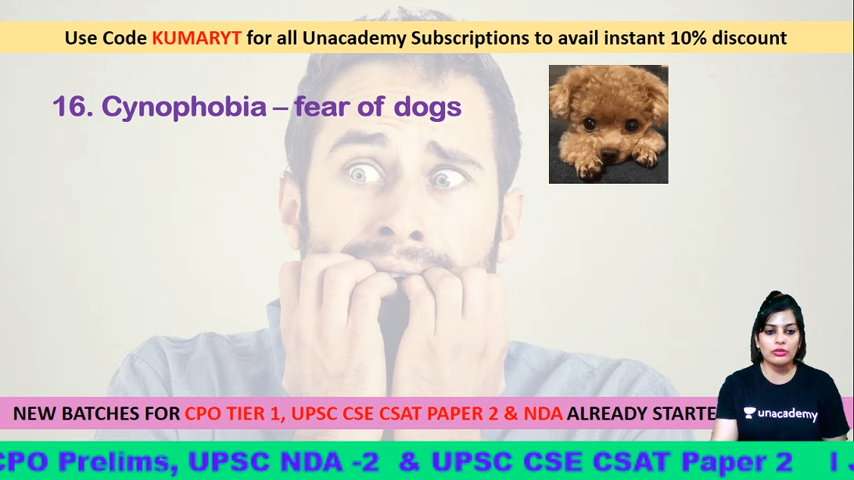 Use Code KUMARYT for all Unacademy Subscriptions to avail instant 10% discount
16. Cynophobia – fear of dogs
unacademy
NEW BATCHES FOR CPO TIER 1, UPSC CSE CSAT PAPER 2 & NDA ALREADY STARTE
CPO Prelims, UPSC NDA -2 & UPSC CSE CSAT Paper 2 I J